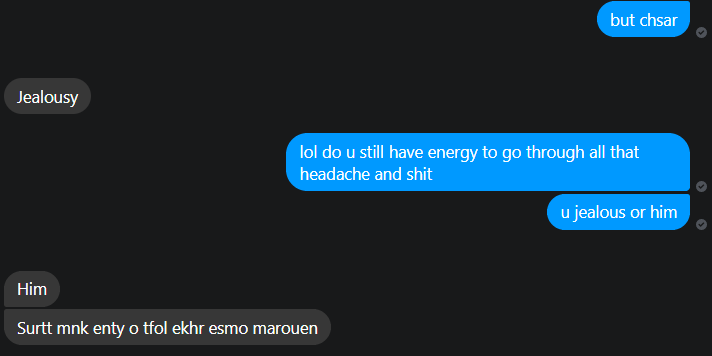 but chsar
Jealousy
lol do u still have energy to go through all that
headache and shit
u jealous or him
Him
Surtt mnk enty o tfol ekhr esmo marouen